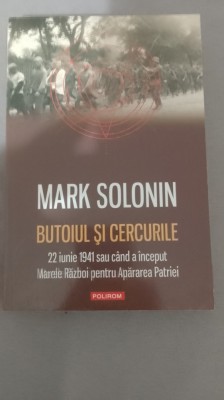 MARK SOLONIN
BUTOIUL ȘI CERCURILE
22 iunie 1941 sau când a început
Marele Război pentru Apărarea Patriei
POLIROM